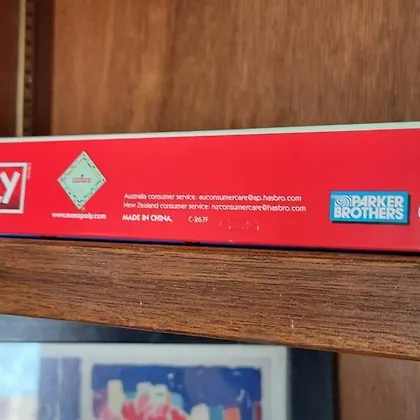 LY
www.monopoly.com
Australia consumer service: auconsumercare@ap.hasbro.com
New Zealand consumer service: nzconsumercare@hasbro.com
MADE IN CHINA. C-267F
PARKER
BROTHERS